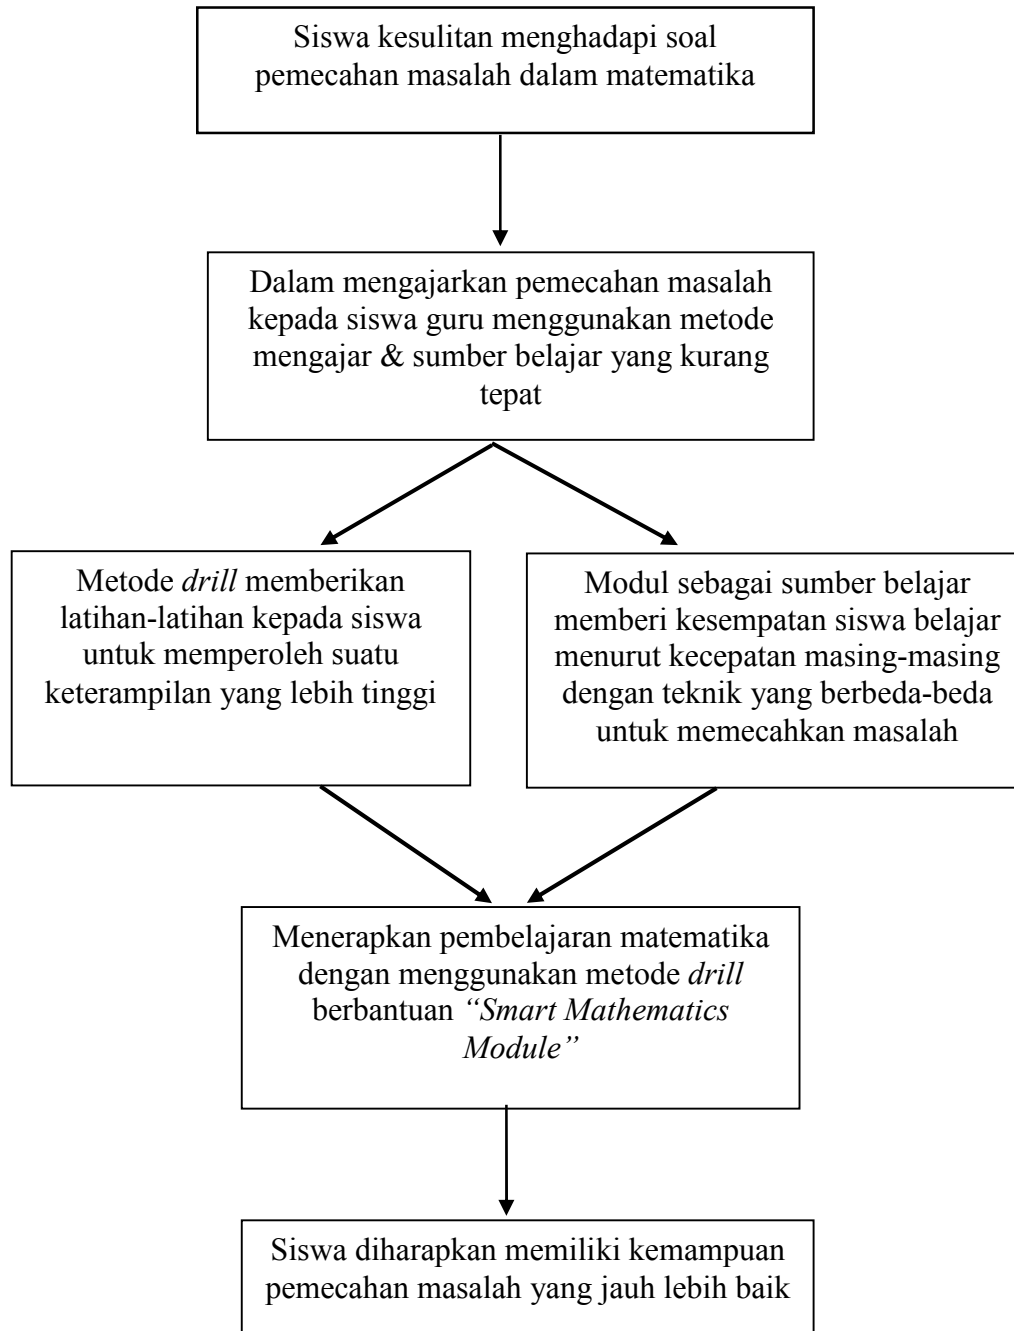 Siswa kesulitan menghadapi soal
pemecahan masalah dalam matematika
Dalam mengajarkan pemecahan masalah
kepada siswa guru menggunakan metode
mengajar & sumber belajar yang kurang
tepat
Metode drill memberikan
latihan-latihan kepada siswa
untuk memperoleh suatu
keterampilan yang lebih tinggi
Modul sebagai sumber belajar
memberi kesempatan siswa belajar
menurut kecepatan masing-masing
dengan teknik yang berbeda-beda
untuk memecahkan masalah
Menerapkan pembelajaran matematika
dengan menggunakan metode drill
berbantuan “Smart Mathematics
Module”
Siswa diharapkan memiliki kemampuan
pemecahan masalah yang jauh lebih baik